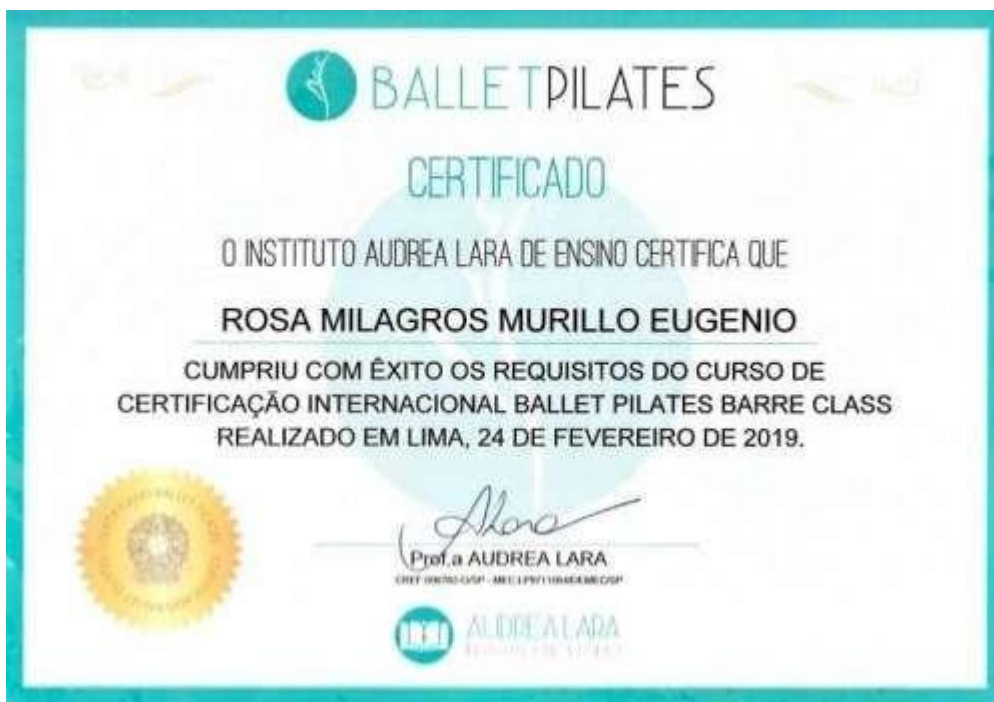 BALLETPILATES
CERTIFICADO
O INSTITUTO AUDREA LARA DE ENSINO CERTIFICA QUE
ROSA MILAGROS MURILLO EUGENIO
CUMPRIU COM ÊXITO OS REQUISITOS DO CURSO DE
CERTIFICAÇÃO INTERNACIONAL BALLET PILATES BARRE CLASS
REALIZADO EM LIMA, 24 DE FEVEREIRO DE 2019.
Prof.a AUDREA LARA
AUDREA LARA